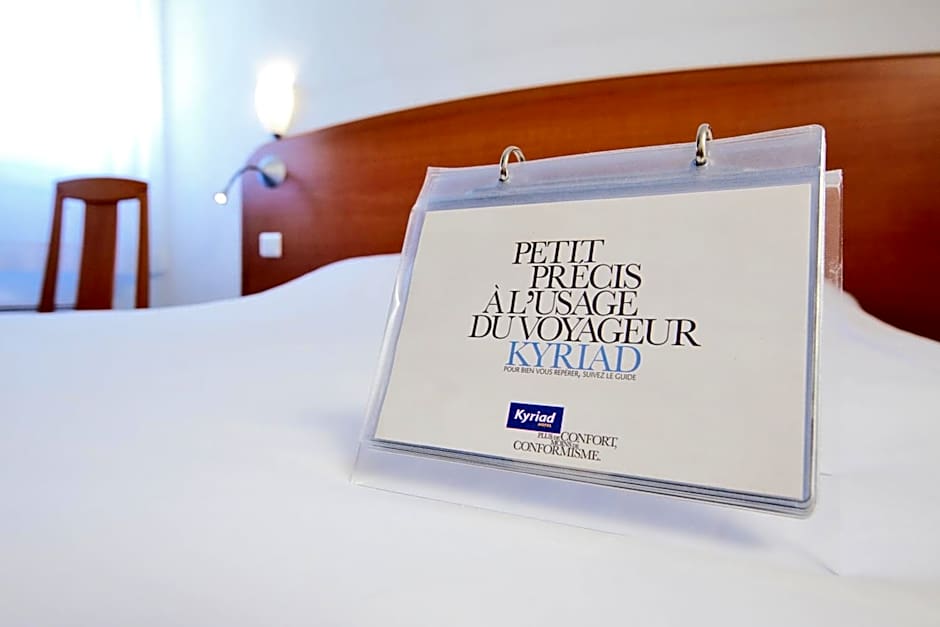 PETIT
PRÉCIS
À L'USAGE
DU VOYAGEUR
KYRIAD
POUR BIEN VOUS REPÉRER, SUIVEZ LE GUIDE
Kyriad
HOTEL
PLUS DE CONFORT,
MOINS DE
CONFORMISME.